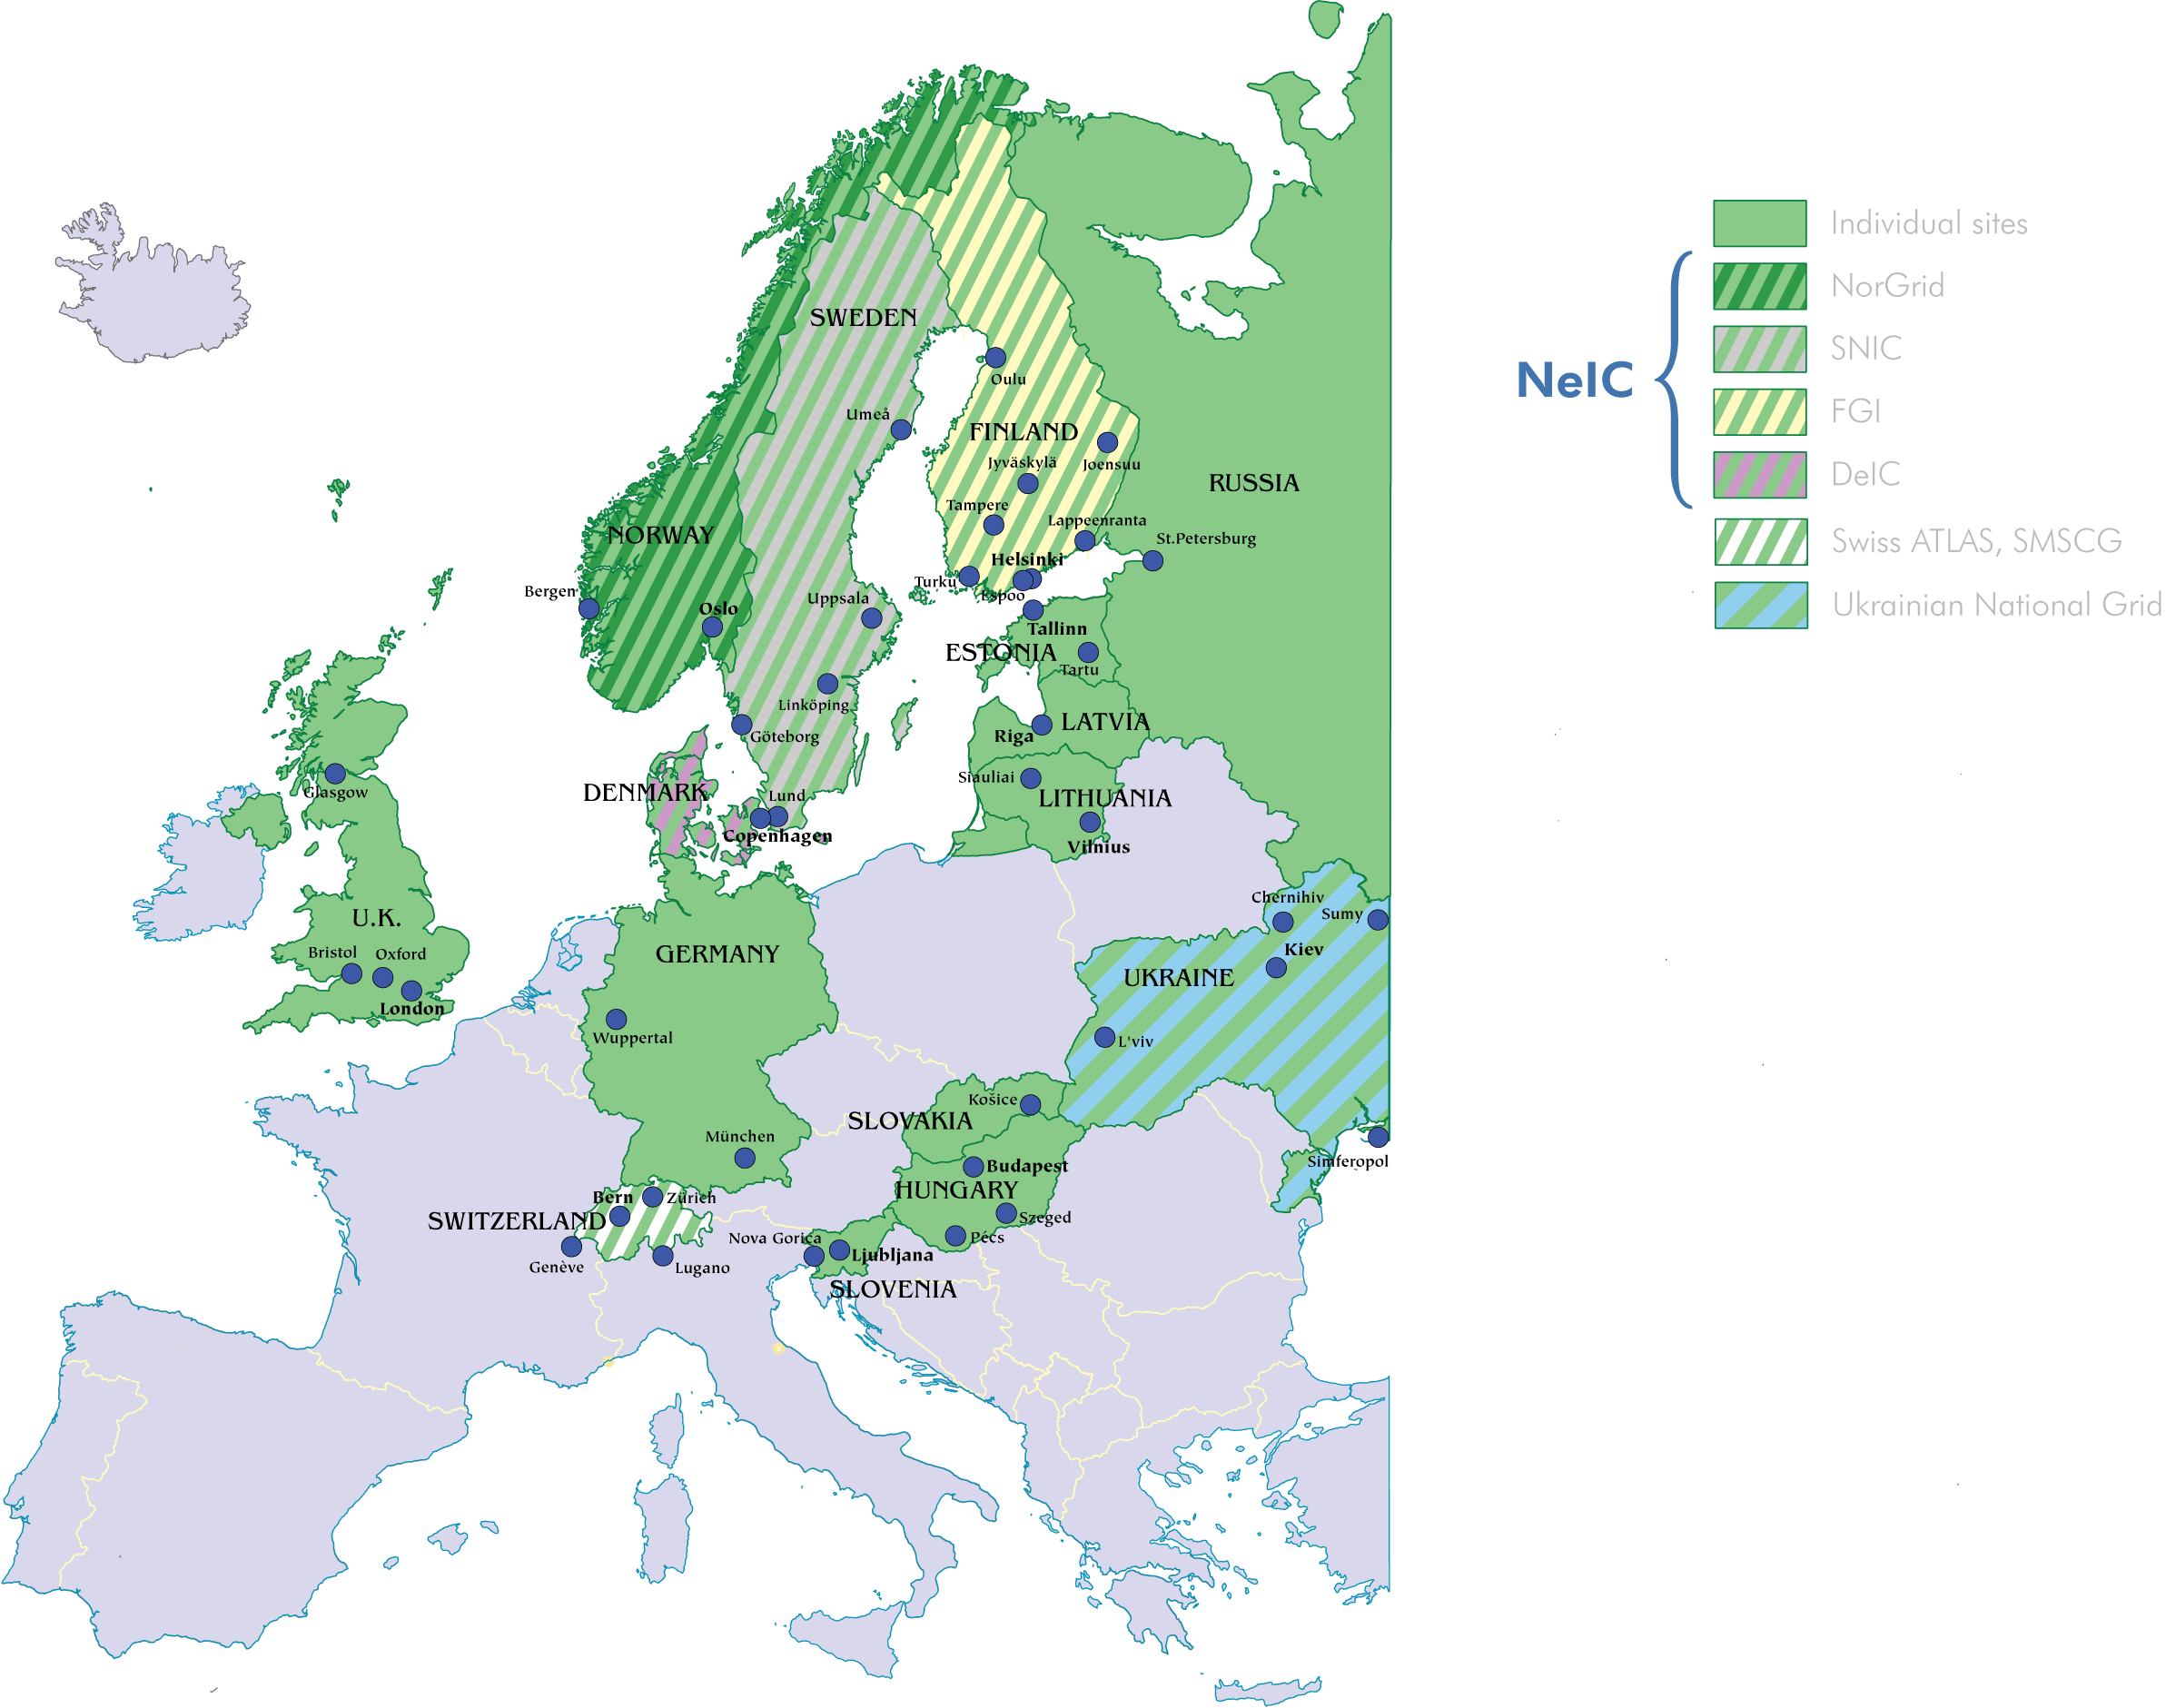 Individual sites
NorGrid
SNIC
NeIC
FGI
DeIC
Swiss ATLAS, SMSCG
Ukrainian National Grid
SWEDEN
Oulu
Umeå
FINLAND
Jyväskylä
Joensuu
RUSSIA
Tampere
Lappeenranta
NORWAY
St.Petersburg
Helsinki
Turku
Bergen
Espoo
Uppsala
Oslo
Tallinn
ESTONIA
Tartu
Linköping
LATVIA
Riga
Göteborg
Siauliai
Glasgow
DENMARK
Lund
LITHUANIA
Copenhagen
Vilnius
Chernihiv
Sumy
U.K.
Kiev
Bristol
Oxford
GERMANY
UKRAINE
London
Wuppertal
L'viv
Košice
SLOVAKIA
München
Simferopol
Budapest
HUNGARY
Bern
Zürich
SWITZERLAND
Szeged
Nova Gorica
Pécs
Ljubljana
Genève
Lugano
SLOVENIA